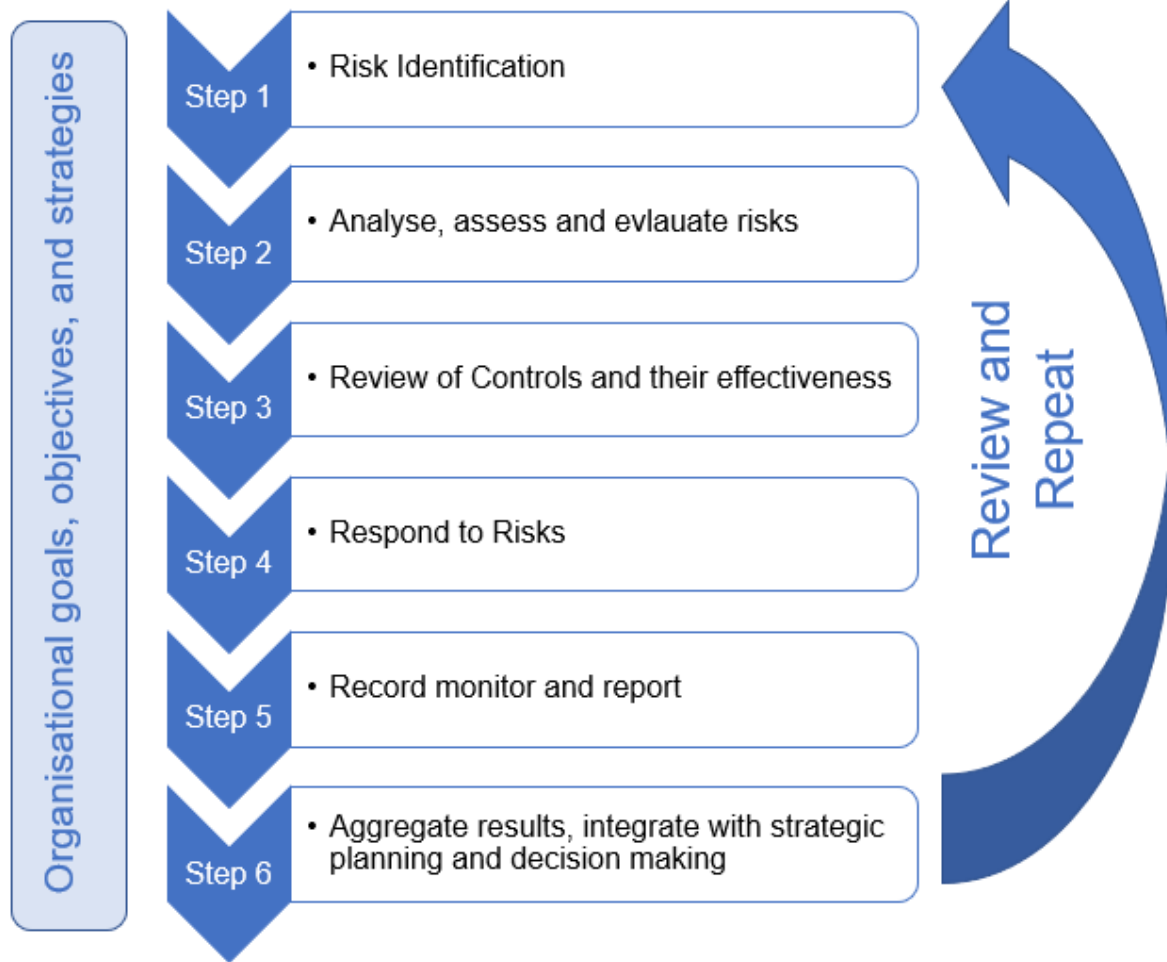 Organisational goals, objectives, and strategies
Step 1
• Risk Identification
Step 2
• Analyse, assess and evlauate risks
Step 3
• Review of Controls and their effectiveness
Step 4
• Respond to Risks
Step 5
• Record monitor and report
Step 6
• Aggregate results, integrate with strategic
planning and decision making
Review and
Repeat